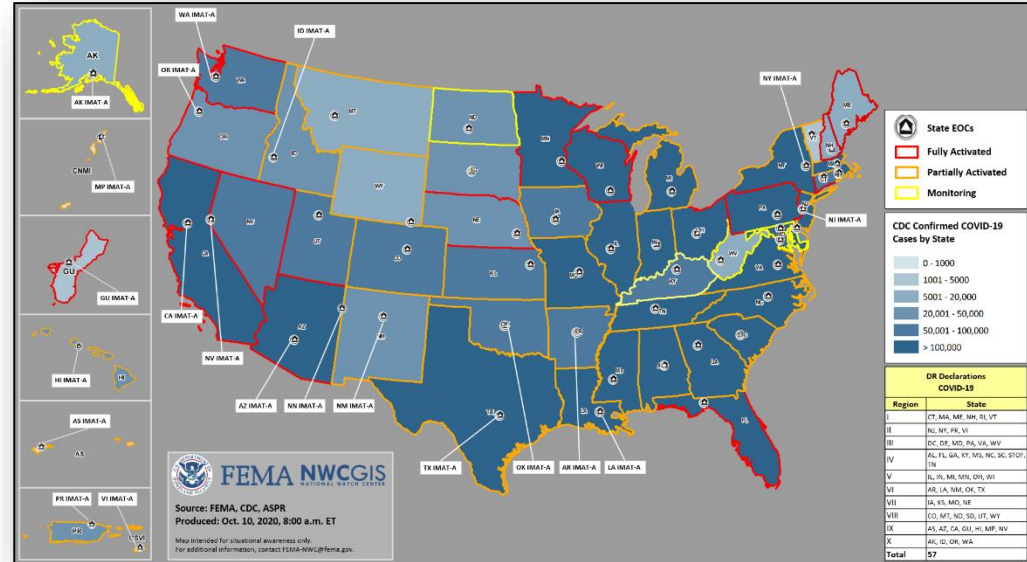 WA IMAT-A
ID IMAT-A
OR IMAT-A
NY IMAT-A
AK
AK IMAT-A
CNMI
MP IMAT-A
GU
GU IMAT-A
HI IMAT-A
HI
AS IMAT-A
AS
PR IMAT-A
VI IMAT-A
PR
USVI
CA IMAT-A
NV IMAT-A
AZ IMAT-A
NN IMAT-A
NM IMAT-A
TX IMAT-A
OK IMAT-A
AR IMAT-A
LA IMAT-A
NJ IMAT-A
WA
OR
ID
MT
ND
SD
WY
NE
NV
UT
CO
KS
CA
AZ
TX
MN
WI
MI
IA
IL
IN
OH
MO
KY
WV
VA
TN
NC
SC
GA
AL
MS
LA
FL
PA
NY
VT
NH
ME
State EOCs
Fully Activated
Partially Activated
Monitoring
CDC Confirmed COVID-19
Cases by State
0 - 1000
1001 - 5000
5001 - 20,000
20,001 - 50,000
50,001 - 100,000
> 100,000
DR Declarations
COVID-19
Region State
I CT, MA, ME, NH, RI, VT
II NJ, NY, PR, VI
III DC, DE, MD, PA, VA, WV
IV AL, FL, GA, KY, MS, NC, SC, STOF,
TN
V IL, IN, MI, MN, OH, WI
VI AR, LA, NM, OK, TX
VII IA, KS, MO, NE
VIII CO, MT, ND, SD, UT, WY
IX AS, AZ, CA, GU, HI, MP, NV
X AK, ID, OR, WA
Total 57
FEMA NWCGIS
NATIONAL WATCH CENTER
Source: FEMA, CDC, ASPR
Produced: Oct. 10, 2020, 8:00 a.m. ET
Map intended for situational awareness only.
For additional information, contact FEMA-NWC@fema.gov.